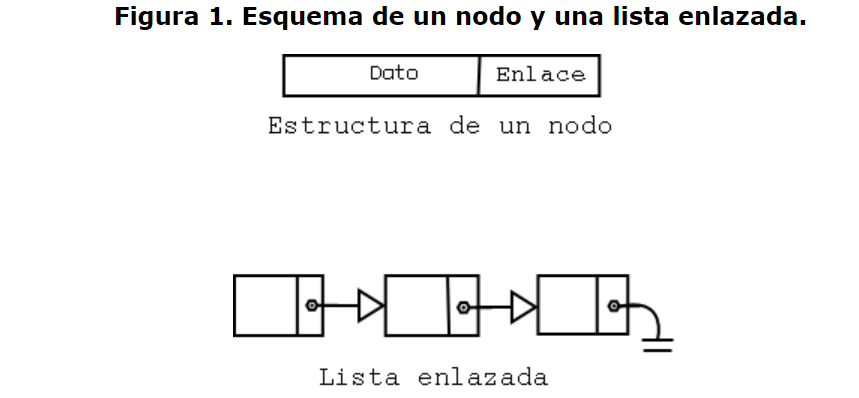 Figura 1. Esquema de un nodo y una lista enlazada.
Dato Enlace
Estructura de un nodo
Lista enlazada